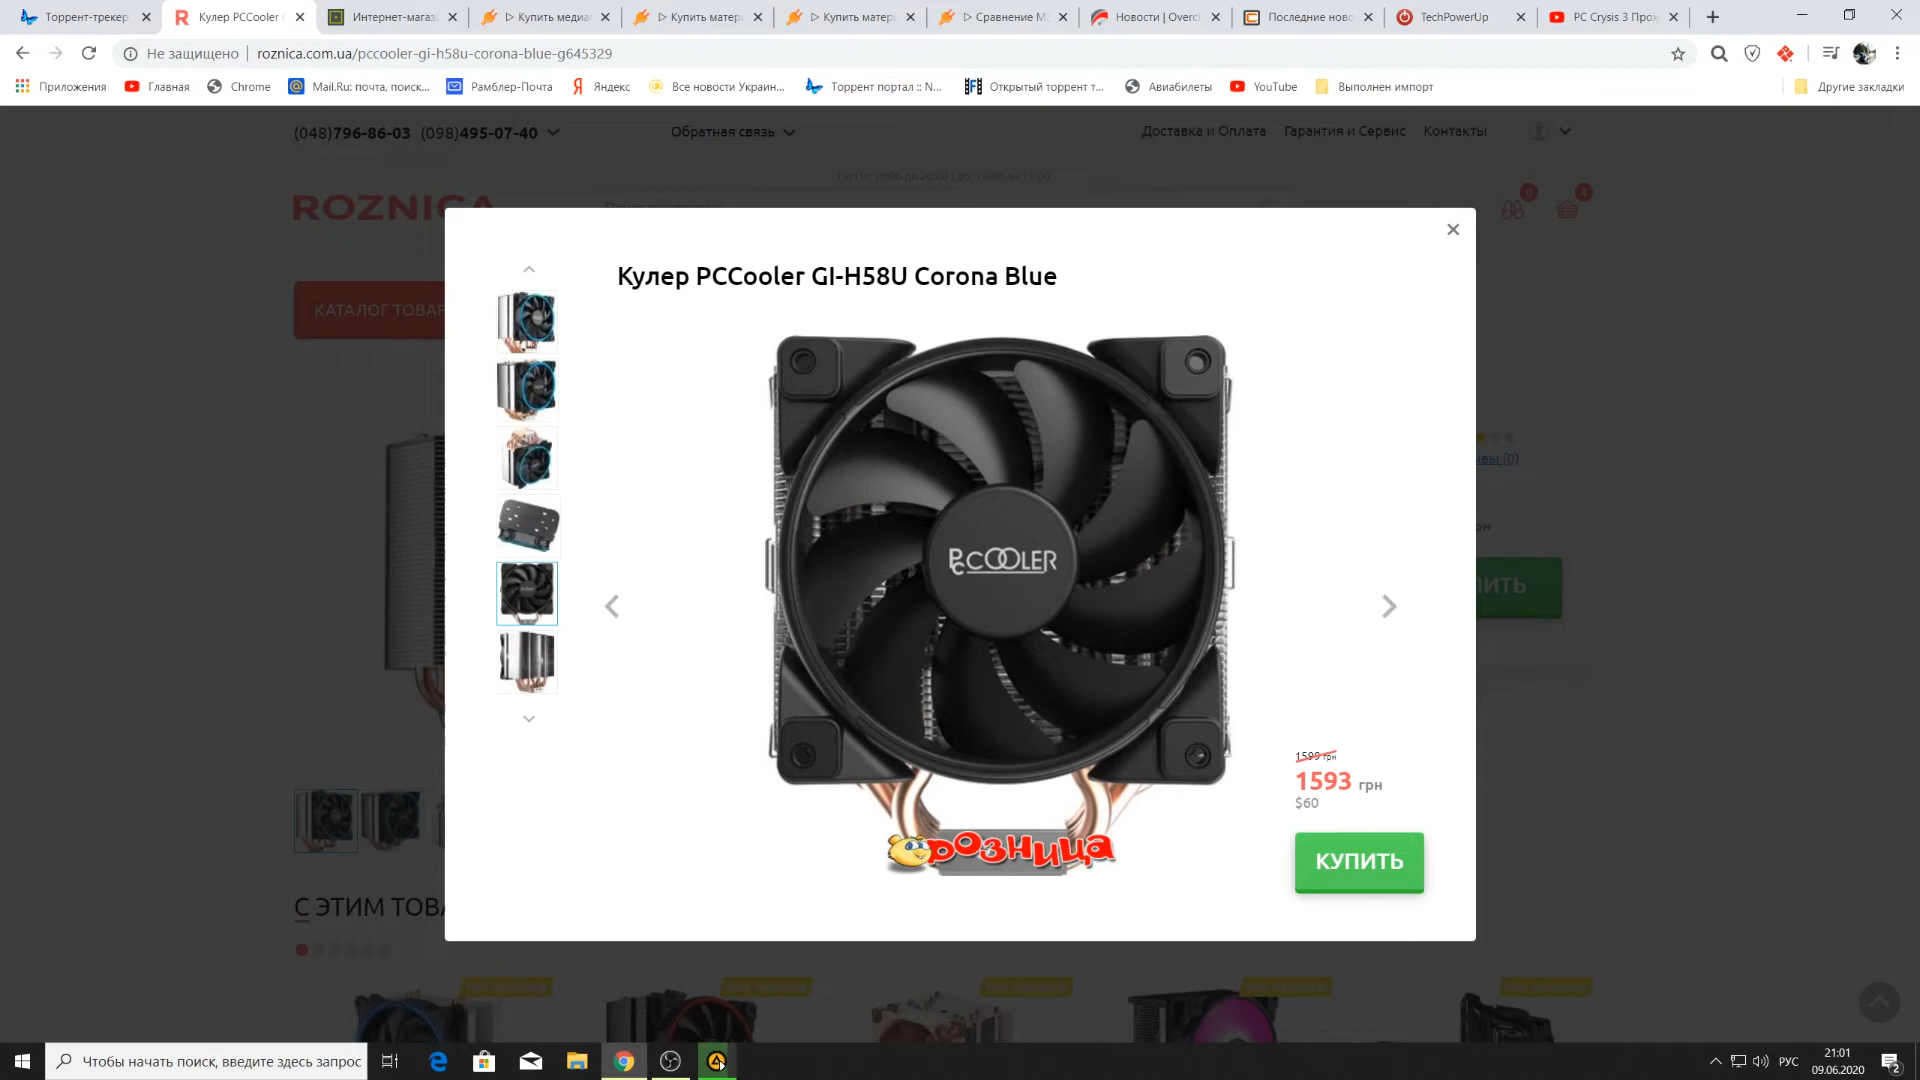 Торрент-трекер
R Кулер PCCooler G
Интернет-магаз
ᐅ Купить медиа
ᐅ Купить матер
ᐅ Купить матер
ᐅ Сравнение M
Новости | Overcl
Последние ново
TechPowerUp
PC Crysis 3 Прох
Не защищено
roznica.com.ua/pccooler-gi-h58u-corona-blue-g645329
Приложения
Главная
Chrome
Mail.Ru: почта, поиск...
Рамблер-Почта
Яндекс
Все новости Украин...
Торрент портал :: N...
Открытый торрент т...
Авиабилеты
YouTube
Выполнен импорт
Другие закладки
(048)796-86-03 (098)495-07-40
Обратная связь
Доставка и Оплата
Гарантия и Сервис
Контакты
ROZNICA
КАТАЛОГ ТОВАР
Кулер PCCooler GI-H58U Corona Blue
PCCOOLER
розница
1599 грн
1593 грн
$60
КУПИТЬ
(0)
С ЭТИМ ТОВА
Чтобы начать поиск, введите здесь запрос
РУС
21:01
09.06.2020
2